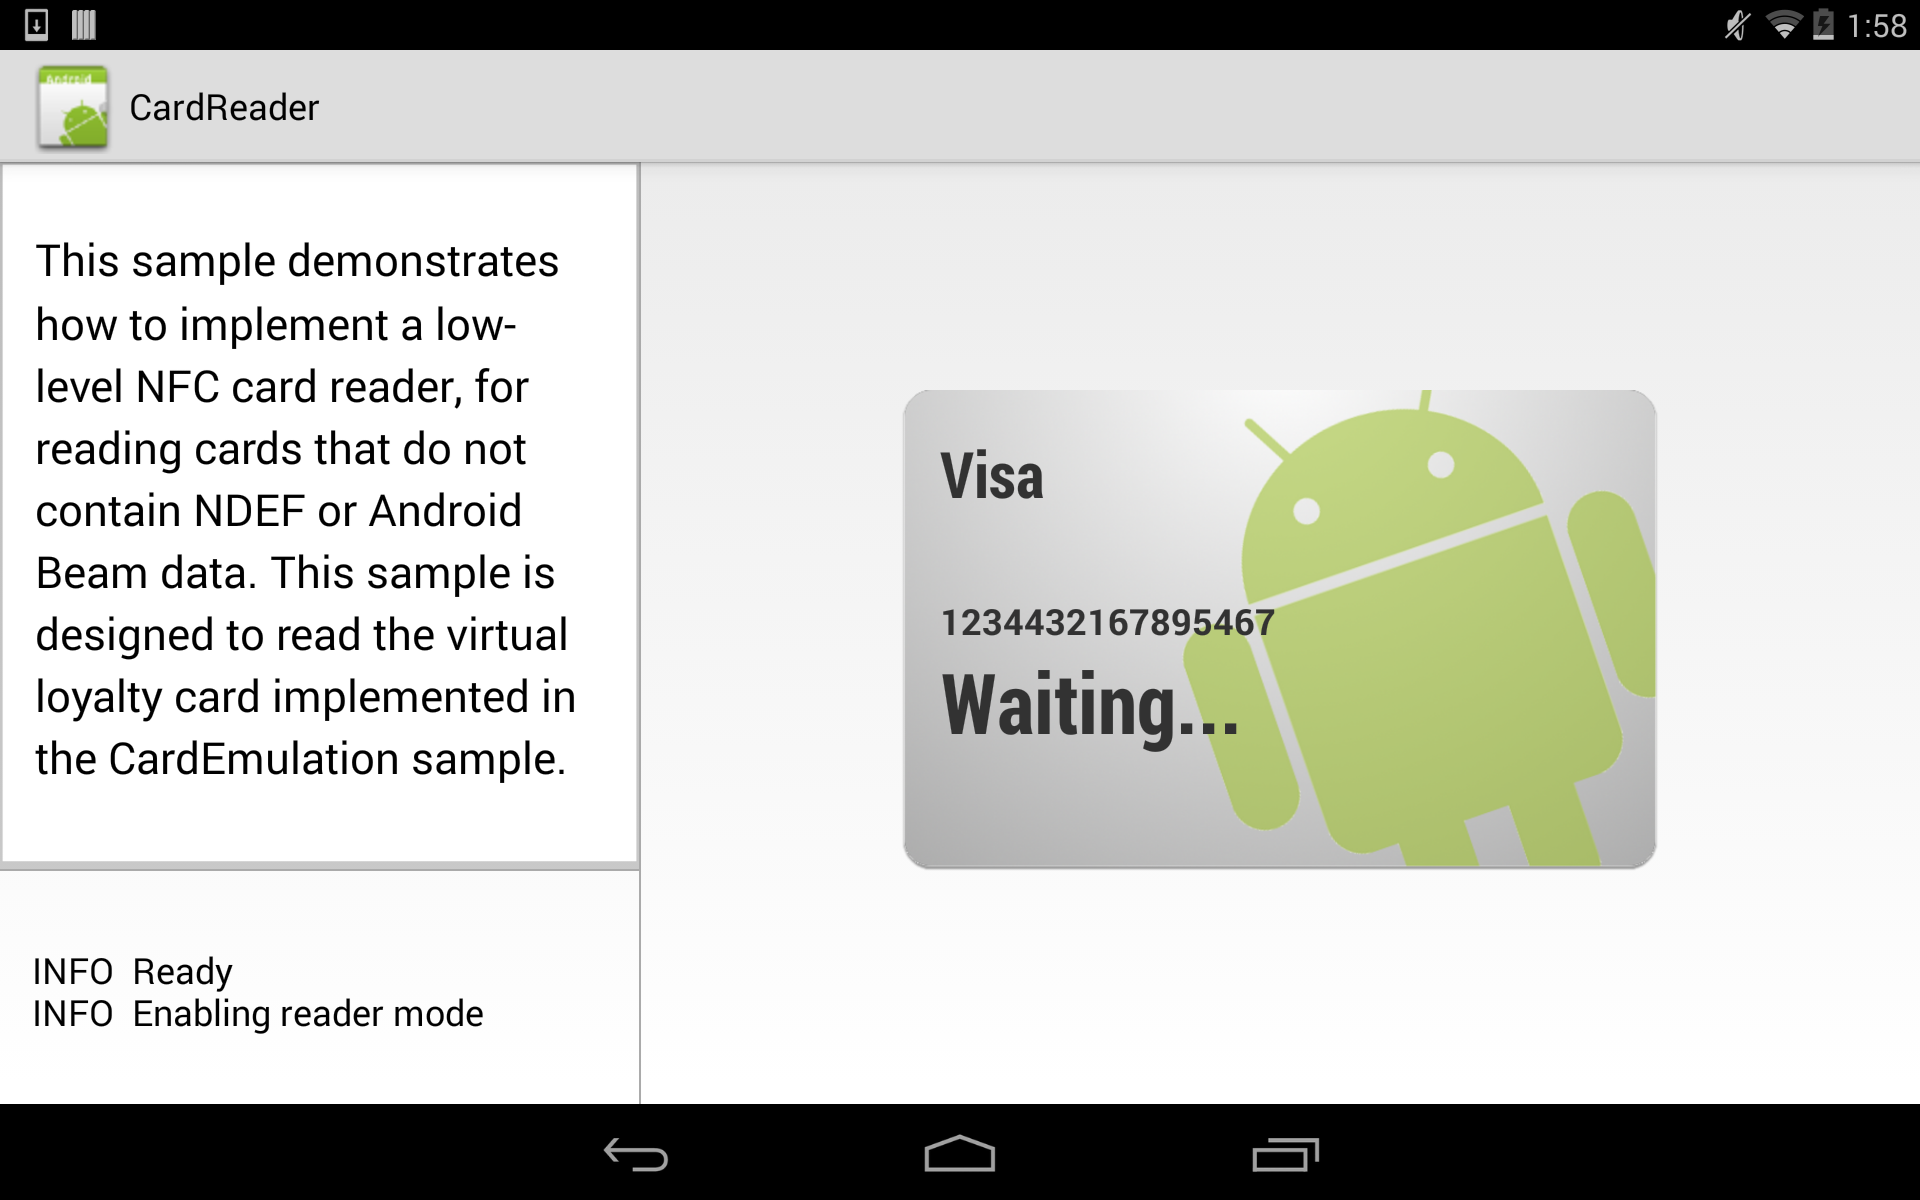 1:58
Android
CardReader
This sample demonstrates
how to implement a low-
level NFC card reader, for
reading cards that do not
contain NDEF or Android
Beam data. This sample is
designed to read the virtual
loyalty card implemented in
the CardEmulation sample.
INFO  Ready
INFO  Enabling reader mode
Visa
1234432167895467
Waiting...